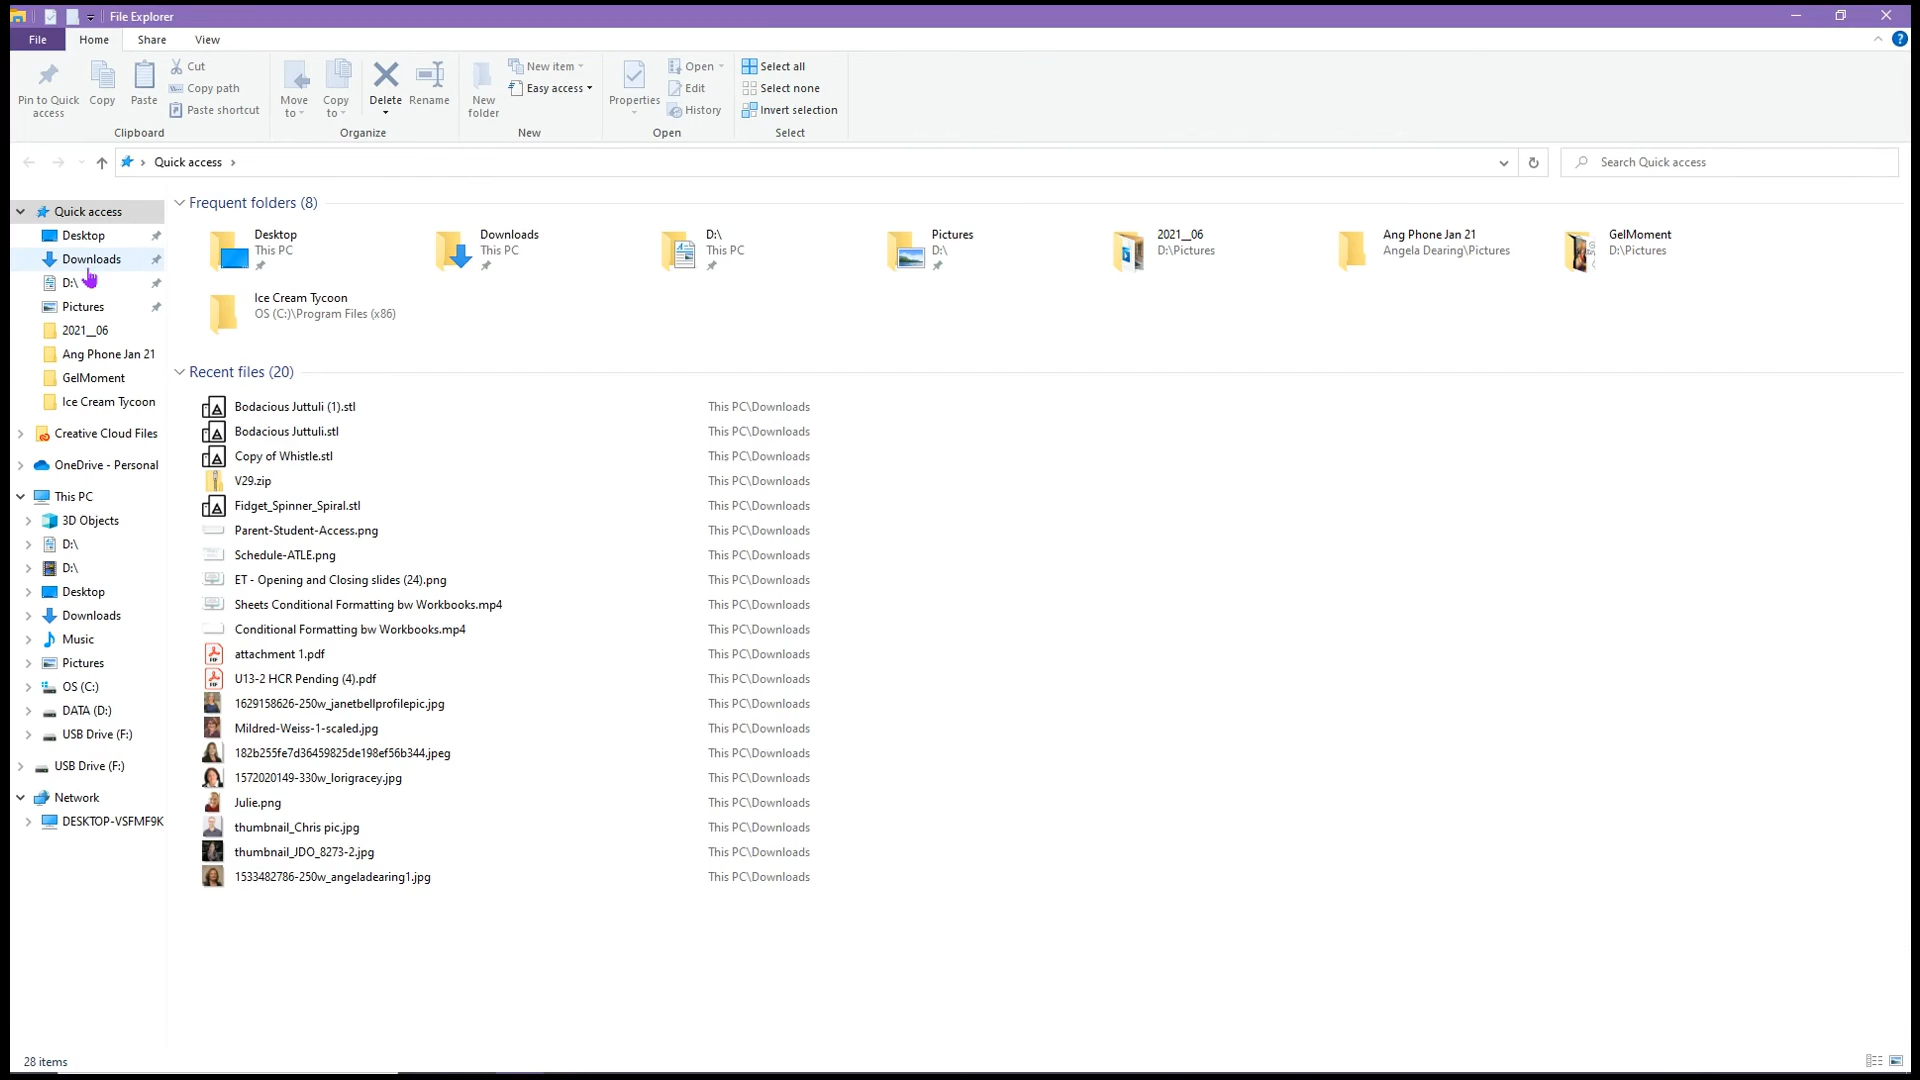 File Explorer
File Home Share View
Pin to Quick access
Copy
Paste
Cut
Copy path
Paste shortcut
Clipboard
Move to
Copy to
Delete
Rename
Organize
New folder
New item
Easy access
New
Properties
Open
Edit
History
Open
Select all
Select none
Invert selection
Select
Quick access
Search Quick access
Quick access
Desktop
Downloads
D:\
Pictures
2021__06
Ang Phone Jan 21
GelMoment
Ice Cream Tycoon
Creative Cloud Files
OneDrive - Personal
This PC
3D Objects
D:\
D:\
Desktop
Downloads
Music
Pictures
OS (C:)
DATA (D:)
USB Drive (F:)
USB Drive (F:)
Network
DESKTOP-VSFMF9K
Frequent folders (8)
Desktop
This PC
Downloads
This PC
D:\
This PC
Pictures
D:\
2021__06
D:\Pictures
Ang Phone Jan 21
Angela Dearing\Pictures
GelMoment
D:\Pictures
Ice Cream Tycoon
OS (C:)\Program Files (x86)
Recent files (20)
Bodacious Juttuli (1).stl This PC\Downloads
Bodacious Juttuli.stl This PC\Downloads
Copy of Whistle.stl This PC\Downloads
V29.zip This PC\Downloads
Fidget_Spinner_Spiral.stl This PC\Downloads
Parent-Student-Access.png This PC\Downloads
Schedule-ATLE.png This PC\Downloads
ET - Opening and Closing slides (24).png This PC\Downloads
Sheets Conditional Formatting bw Workbooks.mp4 This PC\Downloads
Conditional Formatting bw Workbooks.mp4 This PC\Downloads
attachment 1.pdf This PC\Downloads
U13-2 HCR Pending (4).pdf This PC\Downloads
1629158626-250w_janetbellprofilepic.jpg This PC\Downloads
Mildred-Weiss-1-scaled.jpg This PC\Downloads
182b255fe7d36459825de198ef56b344.jpeg This PC\Downloads
1572020149-330w_lorigracey.jpg This PC\Downloads
Julie.png This PC\Downloads
thumbnail_Chris pic.jpg This PC\Downloads
thumbnail_JDO_8273-2.jpg This PC\Downloads
1533482786-250w_angeladearing1.jpg This PC\Downloads
28 items